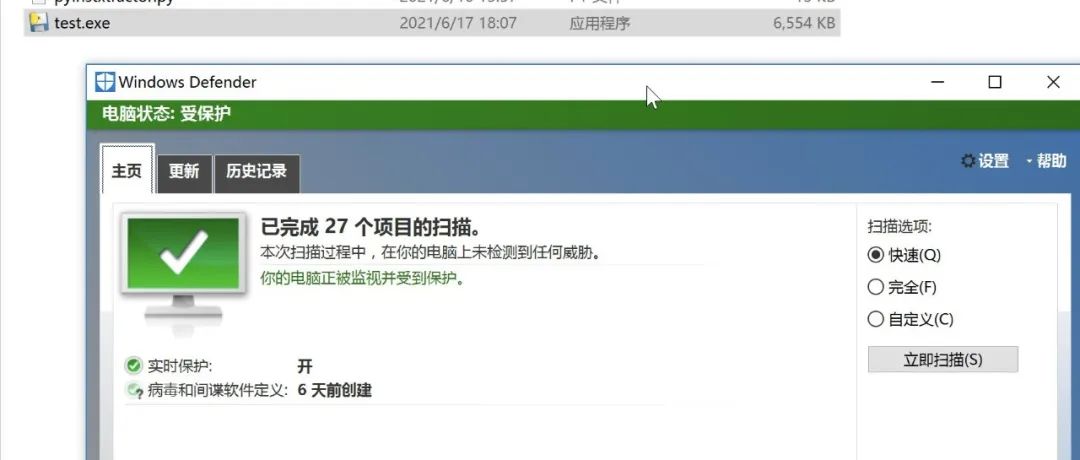 test.exe 2021/6/17 18:07 应用程序 6,554 KB
Windows Defender
电脑状态: 受保护
主页 更新 历史记录 设置 帮助
已完成 27 个项目的扫描。
本次扫描过程中，在你的电脑上未检测到任何威胁。
你的电脑正被监视并受到保护。
实时保护: 开
病毒和间谍软件定义: 6 天前创建
扫描选项:
快速(Q)
完全(F)
自定义(C)
立即扫描(S)